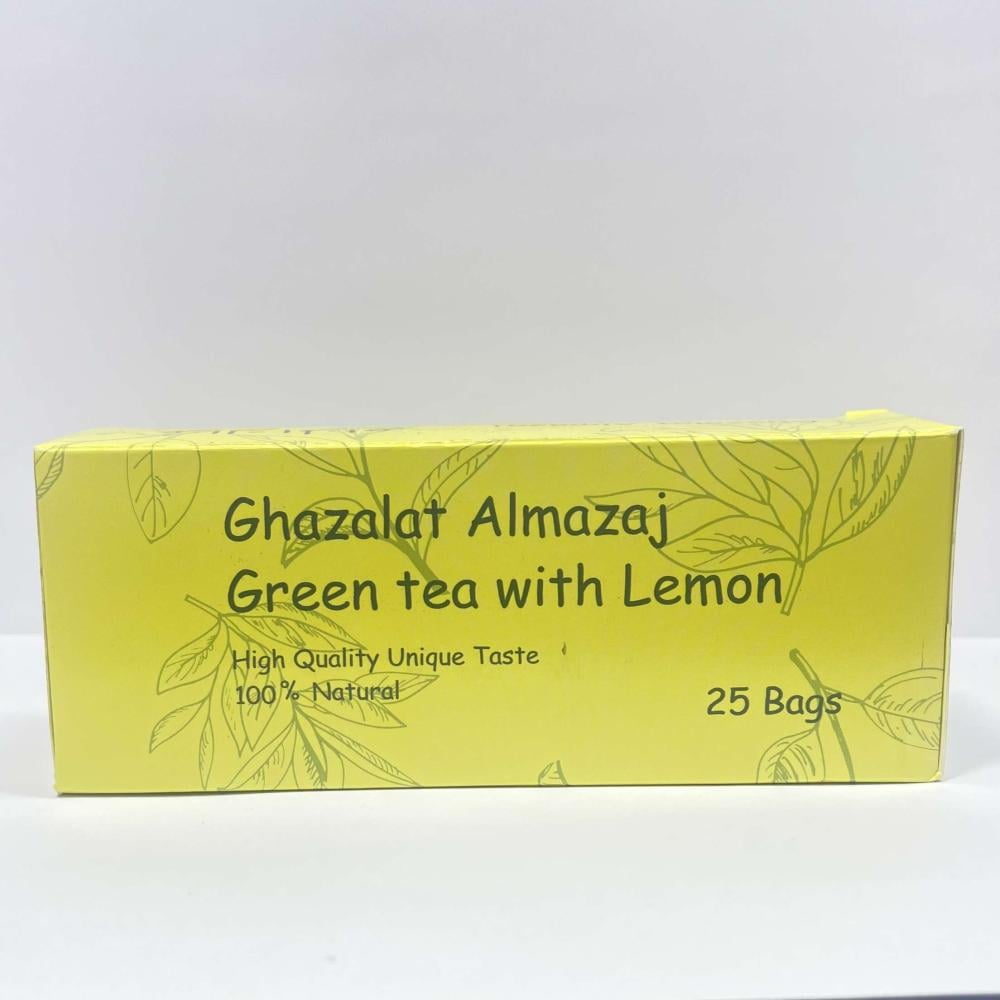 Ghazalat Almazaj
Green tea with Lemon
High Quality Unique Taste
100% Natural
25 Bags